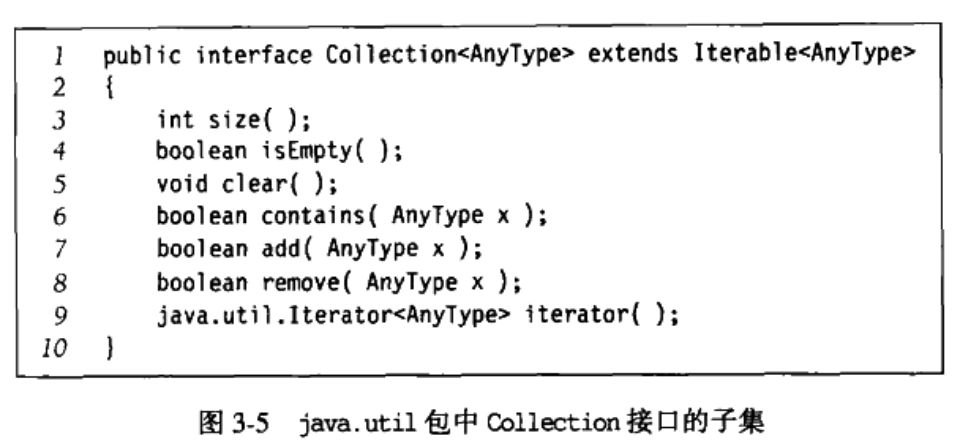 1 public interface Collection<AnyType> extends Iterable<AnyType>
2 {
3 int size( );
4 boolean isEmpty( );
5 void clear( );
6 boolean contains( AnyType x );
7 boolean add( AnyType x );
8 boolean remove( AnyType x );
9 java.util.Iterator<AnyType> iterator( );
10 }
图 3-5 java.util 包中 Collection 接口的子集